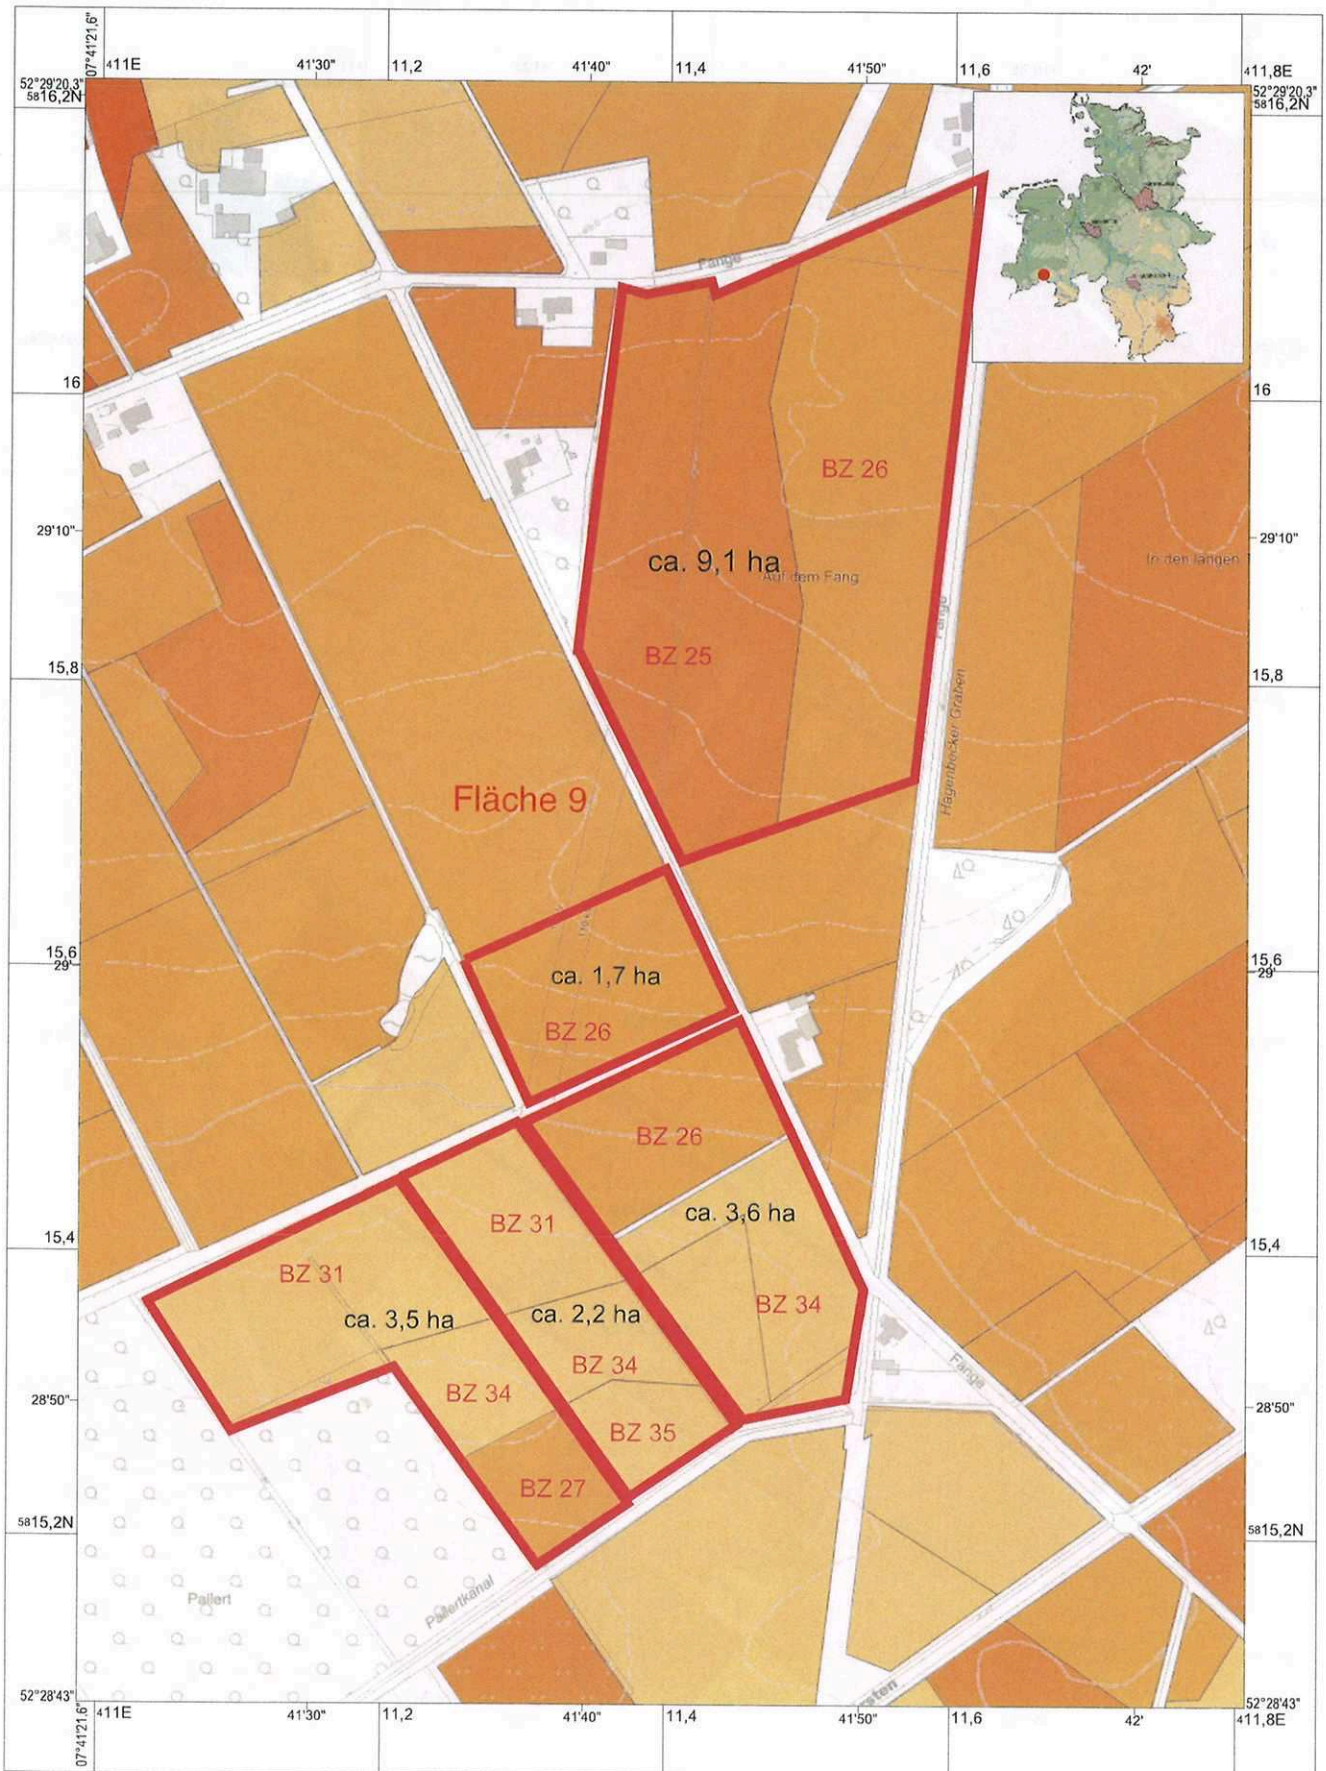 07°41'21,6"
411E
41'30"
11,2
41'40"
11,4
41'50"
11,6
42'
411,8E
52°29'20,3"
5816,2N
52°29'20,3"
5816,2N
Fange
16
16
BZ 26
29'10"
29'10"
ca. 9,1 ha
Auf dem Fang
In den langen
Fange
BZ 25
15,8
15,8
Hagenbecker Graben
Fläche 9
15,6
29'
15,6
29'
ca. 1,7 ha
BZ 26
BZ 26
ca. 3,6 ha
BZ 31
15,4
15,4
BZ 31
BZ 34
ca. 3,5 ha
ca. 2,2 ha
BZ 34
BZ 34
Fange
28'50"
28'50"
BZ 35
BZ 27
5815,2N
5815,2N
Pallert
Pallertkanal
rsten
52°28'43"
52°28'43"
07°41'21,6"
411E
41'30"
11,2
41'40"
11,4
41'50"
11,6
42'
411,8E